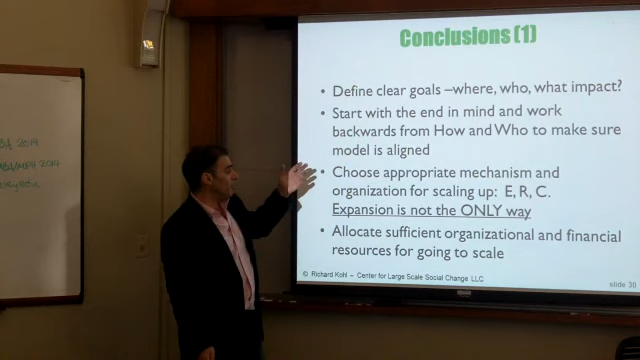 Conclusions (1)
• Define clear goals –where, who, what impact?
• Start with the end in mind and work
backwards from How and Who to make sure
model is aligned
• Choose appropriate mechanism and
organization for scaling up: E, R, C.
Expansion is not the ONLY way
• Allocate sufficient organizational and financial
resources for going to scale
© Richard Kohl – Center for Large Scale Social Change LLC
slide 30
2014
2014